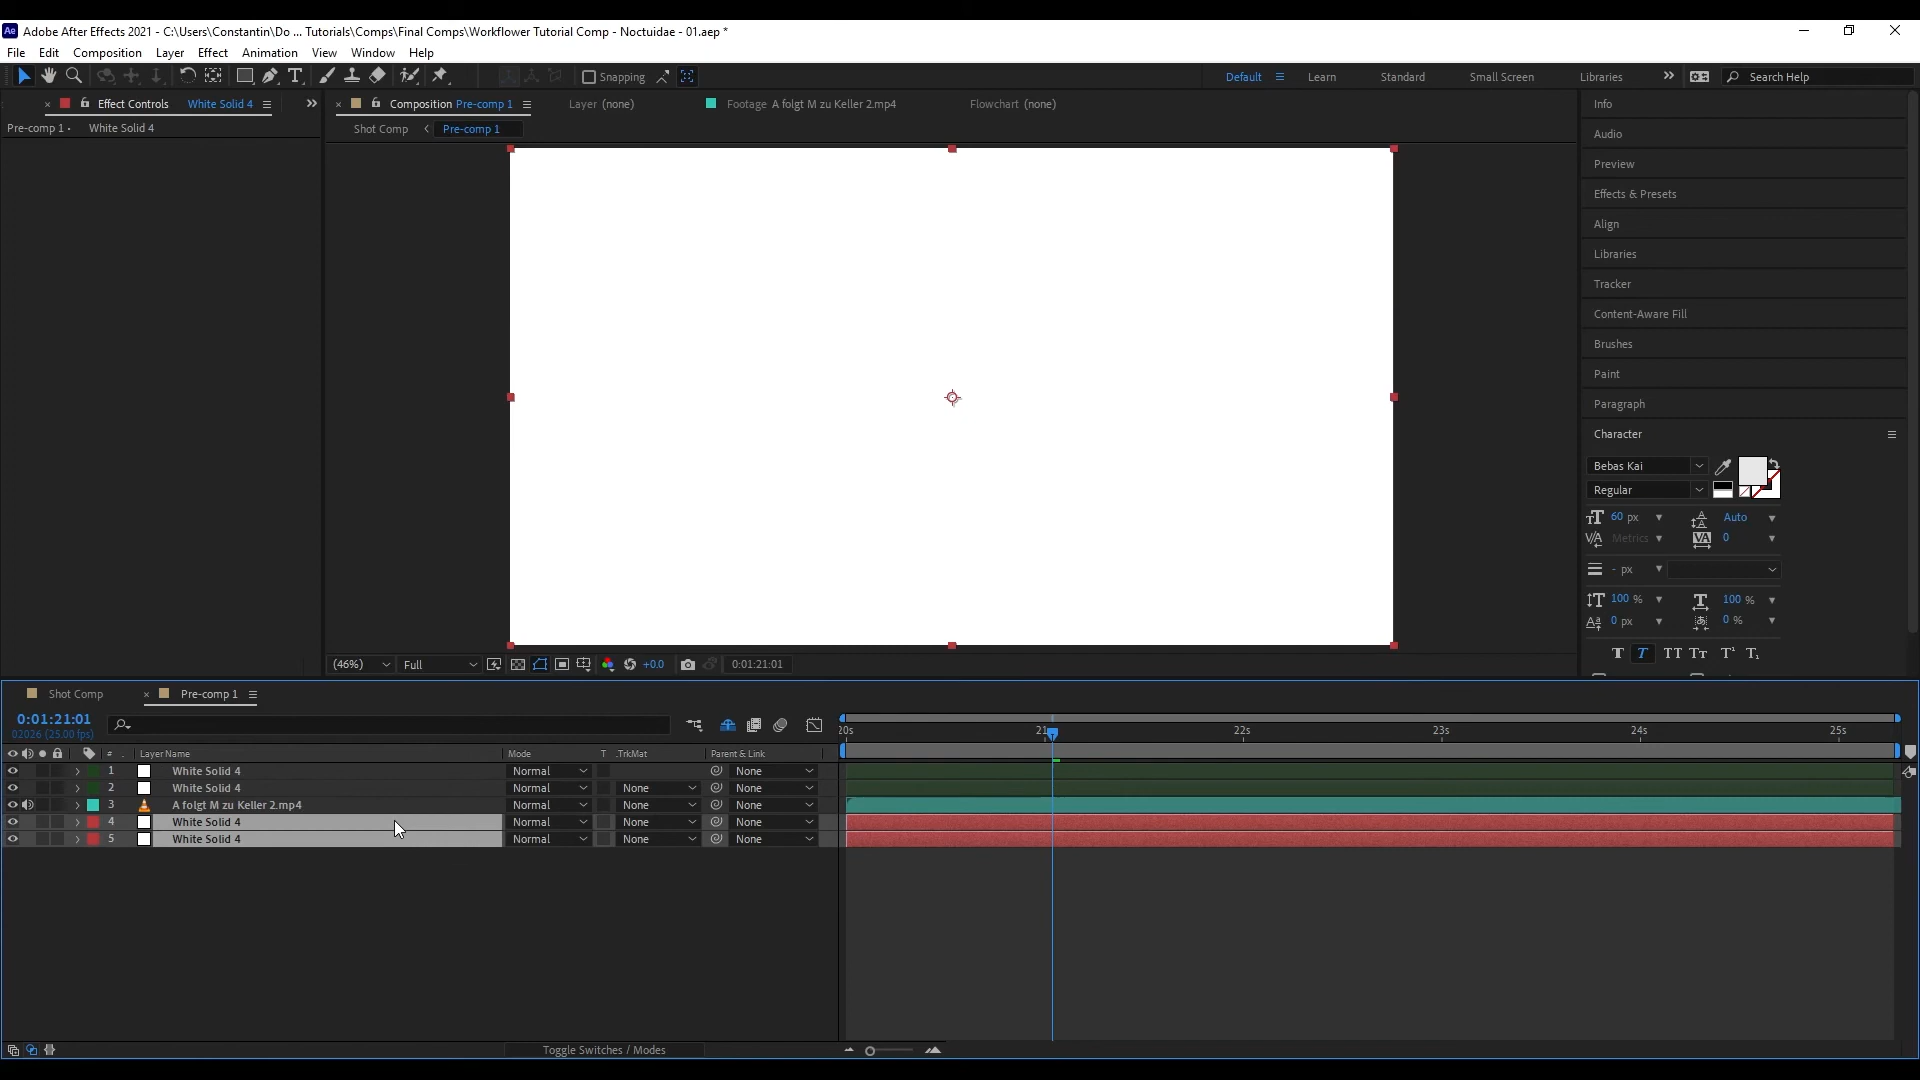 Ae Adobe After Effects 2021 - C:\Users\Constantin\Do ... Tutorials\Comps\Final Comps\Workflower Tutorial Comp - Noctuidae - 01.aep *
File Edit Composition Layer Effect Animation View Window Help
Snapping Default Learn Standard Small Screen Libraries Search Help
Effect Controls White Solid 4 Composition Pre-comp 1 Layer (none) Footage A folgt M zu Keller 2.mp4 Flowchart (none)
Pre-comp 1 • White Solid 4
Shot Comp Pre-comp 1
Info
Audio
Preview
Effects & Presets
Align
Libraries
Tracker
Content-Aware Fill
Brushes
Paint
Paragraph
Character
Bebas Kai
Regular
60 px Auto
Metrics 0
- px
100 % 100 %
0 px 0 %
(46%) Full +0.0 0:01:21:01
Shot Comp Pre-comp 1
0:01:21:01
02026 (25.00 fps)
20s 21s 22s 23s 24s 25s
# Layer Name Mode T .TrkMat Parent & Link
1 White Solid 4 Normal None
2 White Solid 4 Normal None None
3 A folgt M zu Keller 2.mp4 Normal None None
4 White Solid 4 Normal None None
5 White Solid 4 Normal None None
Toggle Switches / Modes